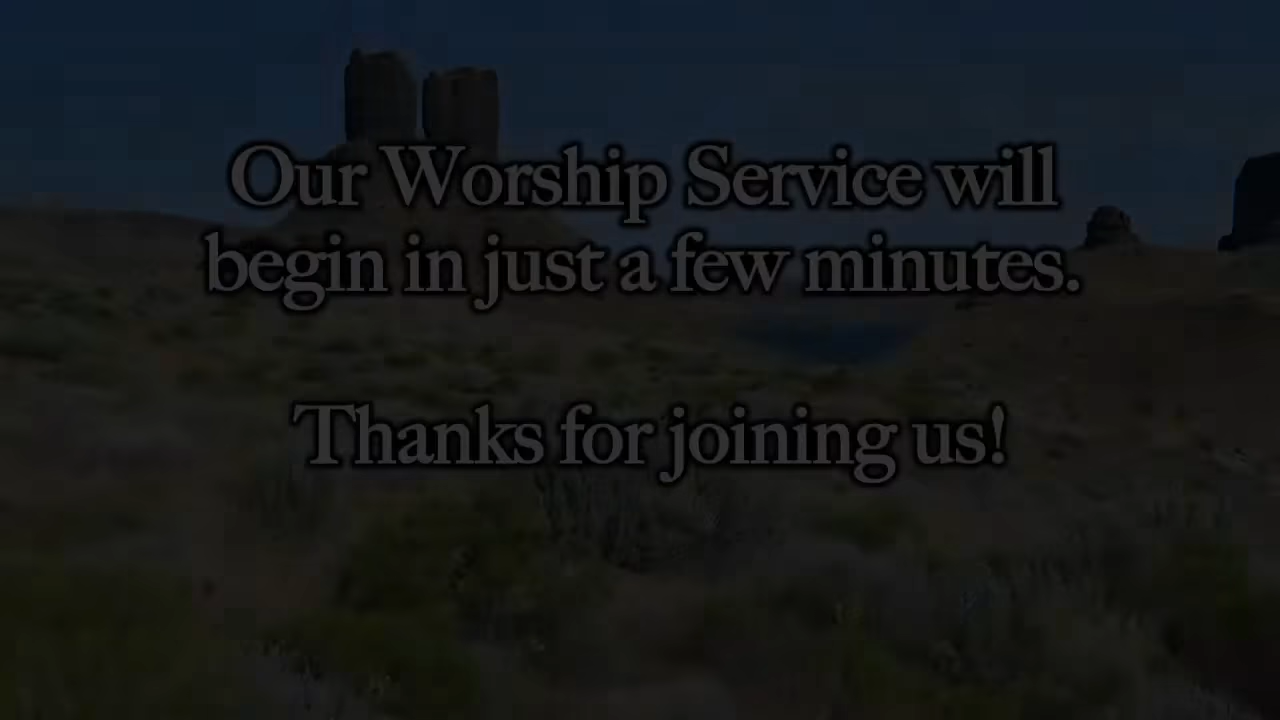 Our Worship Service will
begin in just a few minutes.
Thanks for joining us!